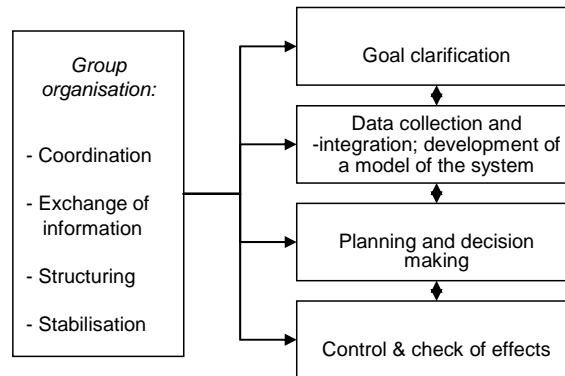 Group
organisation:
- Coordination
- Exchange of
information
- Structuring
- Stabilisation
Goal clarification
Data collection and
-integration; development of
a model of the system
Planning and decision
making
Control & check of effects